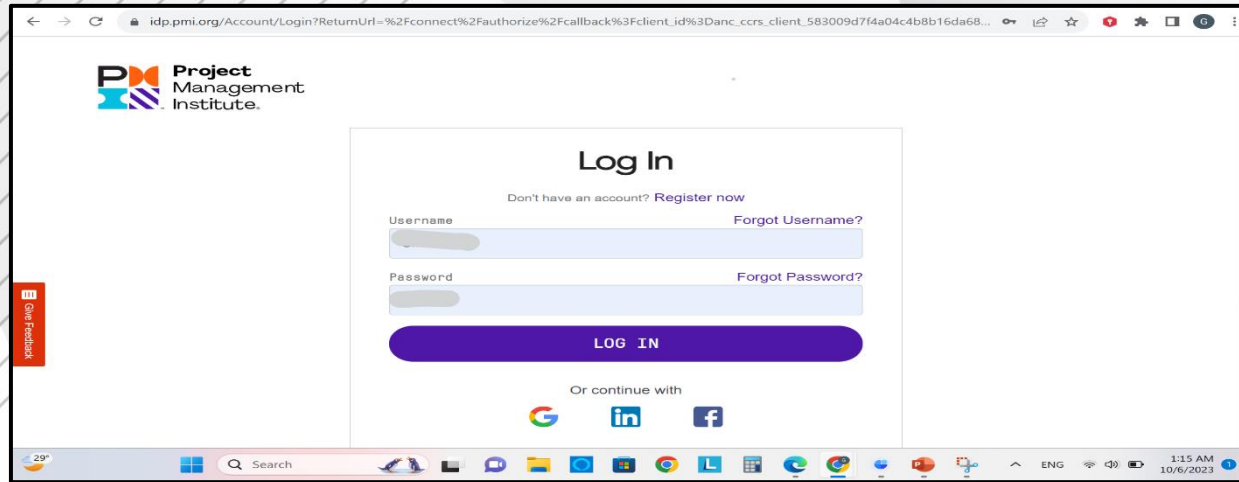 idp.pmi.org/Account/Login?ReturnUrl=%2Fconnect%2Fauthorize%2Fcallback%3Fclient_id%3Danc_ccrs_client_583009d7f4a04c4b8b16da68...
G
Project
Management
Institute.
Log In
Don't have an account? Register now
Username Forgot Username?
Password Forgot Password?
Give Feedback
LOG IN
Or continue with
29° Search ENG 1:15 AM
10/6/2023